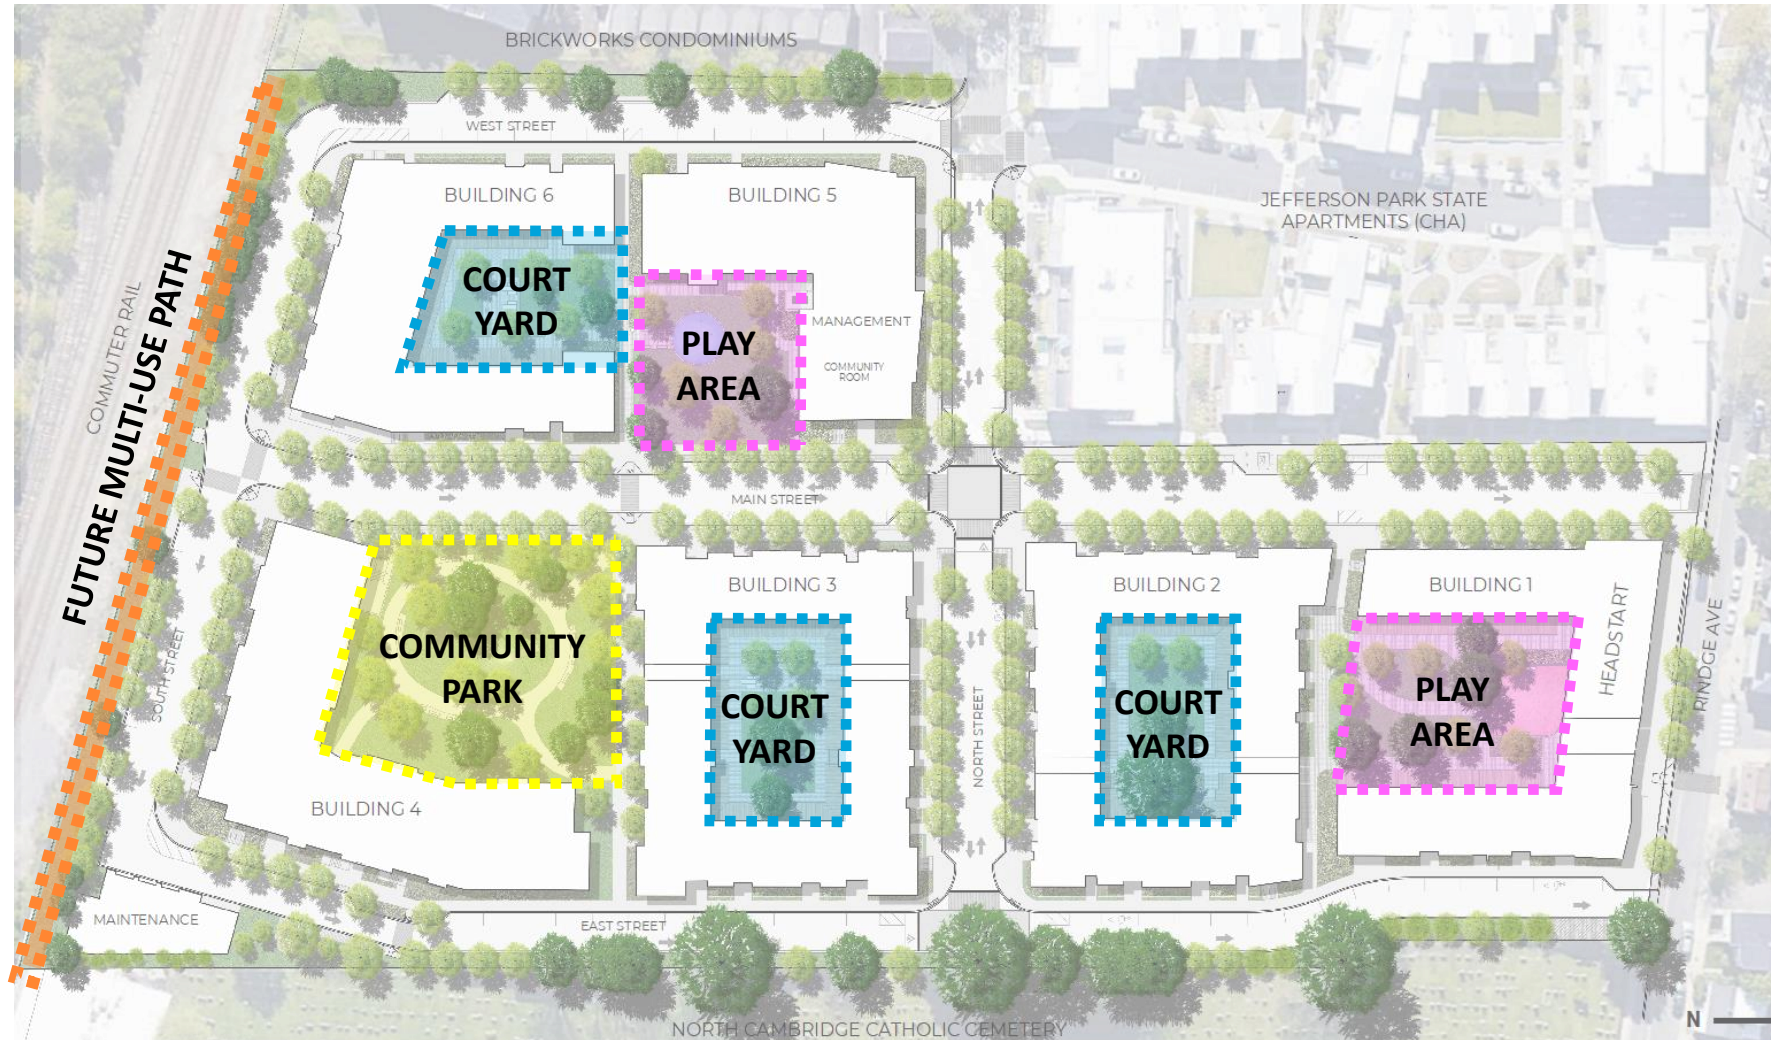 BRICKWORKS CONDOMINIUMS
WEST STREET
BUILDING 6
BUILDING 5
JEFFERSON PARK STATE
APARTMENTS (CHA)
COURT
YARD
PLAY
AREA
MANAGEMENT
COMMUNITY
ROOM
COMMUTER RAIL
FUTURE MULTI-USE PATH
MAIN STREET
BUILDING 3
BUILDING 2
BUILDING 1
HEADSTART
RINDGE AVE
COMMUNITY
PARK
COURT
YARD
COURT
YARD
PLAY
AREA
SOUTH STREET
NORTH STREET
BUILDING 4
MAINTENANCE
EAST STREET
NORTH CAMBRIDGE CATHOLIC CEMETERY
N